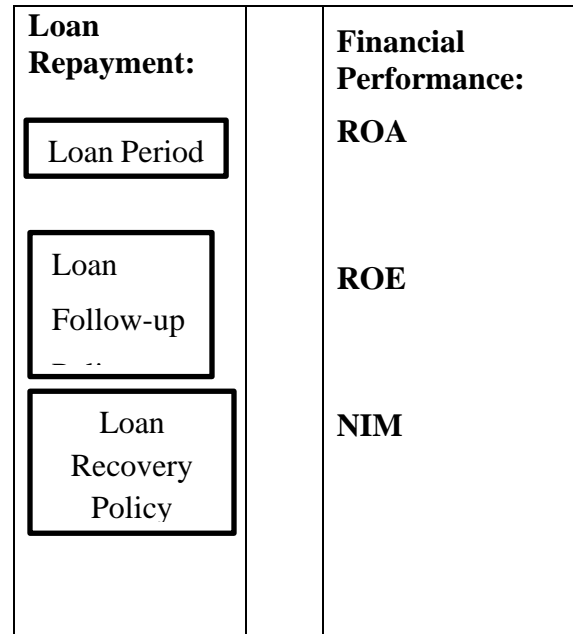 Loan
Repayment:
Loan Period
Loan
Follow-up
Loan
Recovery
Policy
Financial
Performance:
ROA
ROE
NIM